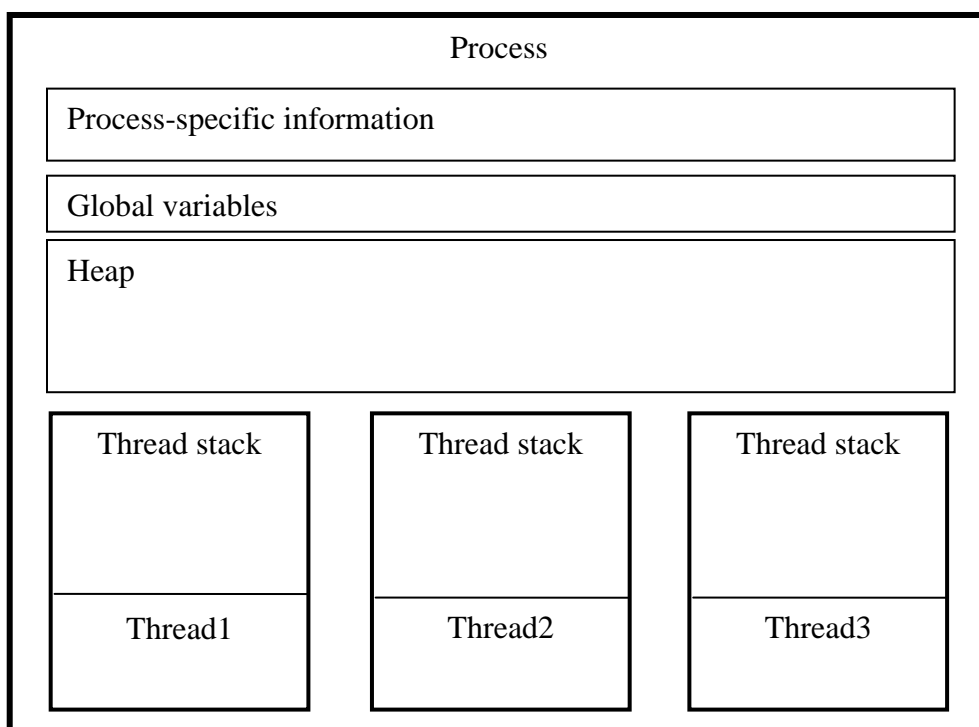 Process
Process-specific information
Global variables
Heap
Thread stack
Thread stack
Thread stack
Thread1
Thread2
Thread3